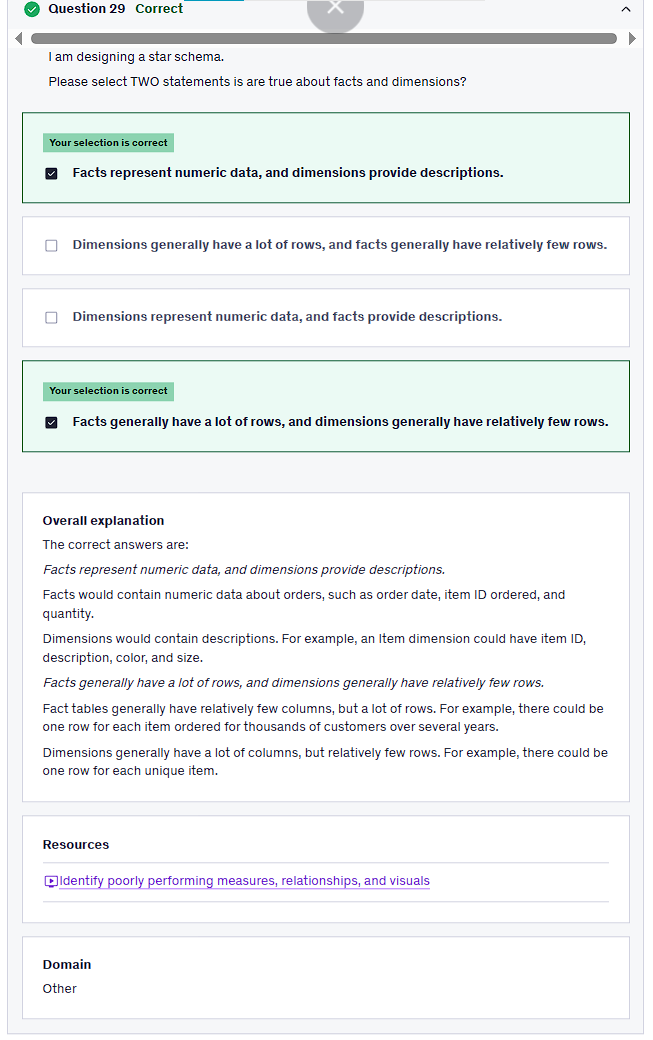 Question 29 Correct
I am designing a star schema.
Please select TWO statements is are true about facts and dimensions?
Your selection is correct
Facts represent numeric data, and dimensions provide descriptions.
Dimensions generally have a lot of rows, and facts generally have relatively few rows.
Dimensions represent numeric data, and facts provide descriptions.
Your selection is correct
Facts generally have a lot of rows, and dimensions generally have relatively few rows.
Overall explanation
The correct answers are:
Facts represent numeric data, and dimensions provide descriptions.
Facts would contain numeric data about orders, such as order date, item ID ordered, and
quantity.
Dimensions would contain descriptions. For example, an Item dimension could have item ID,
description, color, and size.
Facts generally have a lot of rows, and dimensions generally have relatively few rows.
Fact tables generally have relatively few columns, but a lot of rows. For example, there could be
one row for each item ordered for thousands of customers over several years.
Dimensions generally have a lot of columns, but relatively few rows. For example, there could be
one row for each unique item.
Resources
Identify poorly performing measures, relationships, and visuals
Domain
Other